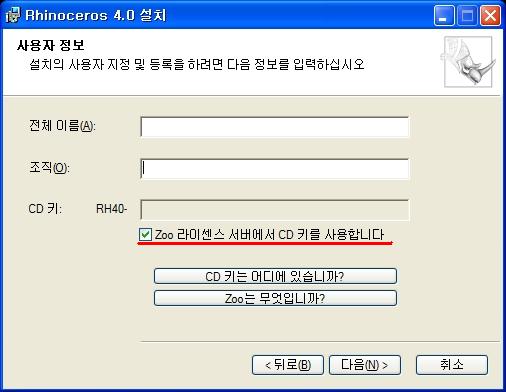 Rhinoceros 4.0 설치
사용자 정보
설치의 사용자 지정 및 등록을 하려면 다음 정보를 입력하십시오
전체 이름(A):
조직(O):
CD 키: RH40-
Zoo 라이센스 서버에서 CD 키를 사용합니다
CD 키는 어디에 있습니까?
Zoo는 무엇입니까?
< 뒤로(B) 다음(N) > 취소